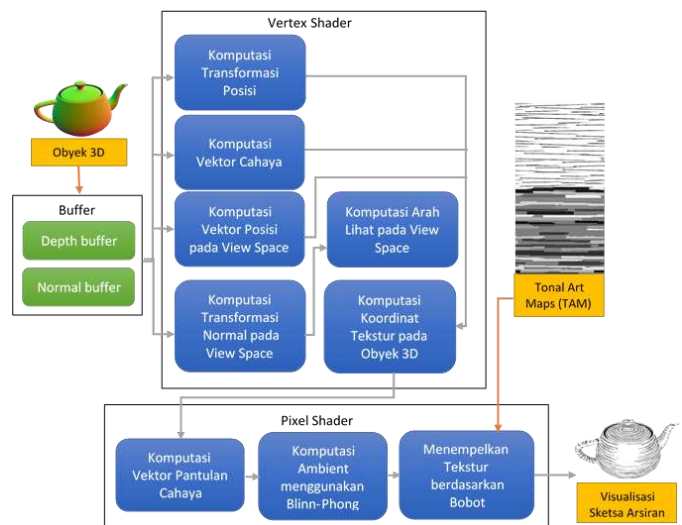 Vertex Shader
Komputasi
Transformasi
Posisi
Obyek 3D
Komputasi
Vektor Cahaya
Buffer
Depth buffer
Normal buffer
Komputasi
Vektor Posisi
pada View Space
Komputasi Arah
Lihat pada View
Space
Komputasi
Transformasi
Normal pada
View Space
Komputasi
Koordinat
Tekstur pada
Obyek 3D
Tonal Art
Maps (TAM)
Pixel Shader
Komputasi
Vektor Pantulan
Cahaya
Komputasi
Ambient
menggunakan
Blinn-Phong
Menempelkan
Tekstur
berdasarkan
Bobot
Visualisasi
Sketsa Arsiran